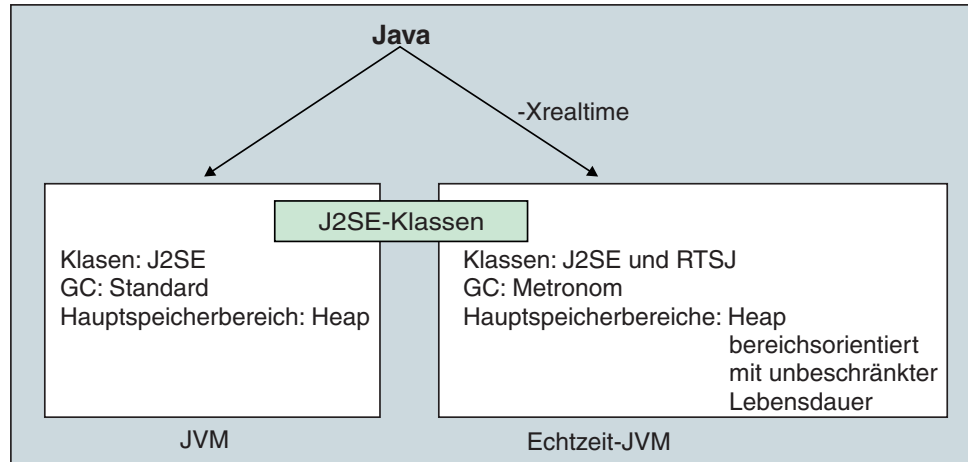 Java
-Xrealtime
J2SE-Klassen
Klasen: J2SE
GC: Standard
Hauptspeicherbereich: Heap
Klassen: J2SE und RTSJ
GC: Metronom
Hauptspeicherbereiche: Heap
bereichsorientiert
mit unbeschränkter
Lebensdauer
JVM
Echtzeit-JVM